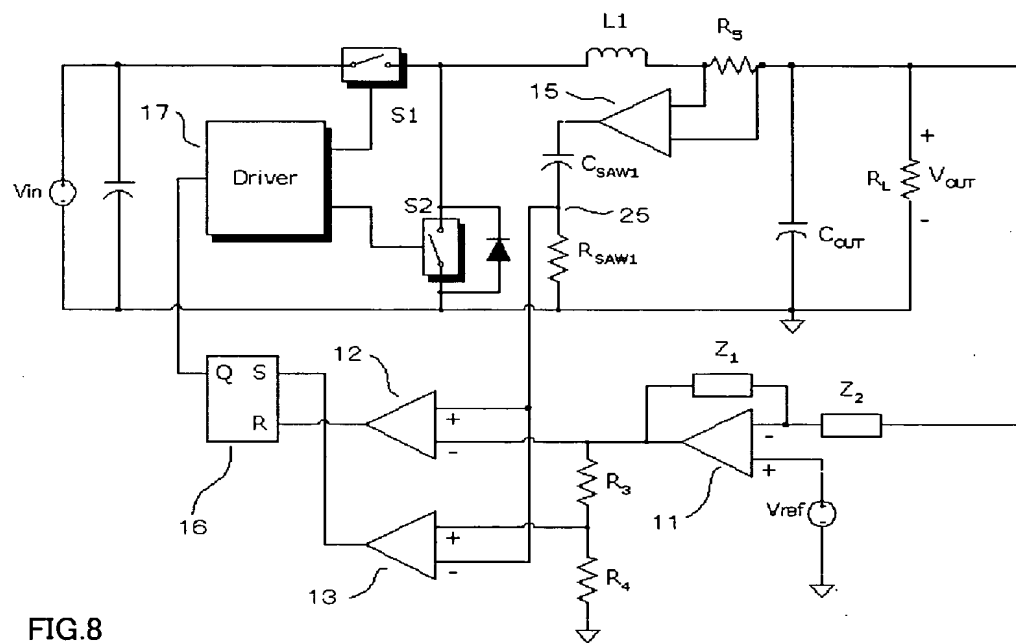 L1
R5
15
17
S1
Driver
CSAW1
Vin
+
RL
VOUT
-
S2
25
COUT
RSAW1
Z1
12
Q
S
Z2
+
-
R
-
+
R3
11
Vref
16
+
-
R4
13
FIG.8